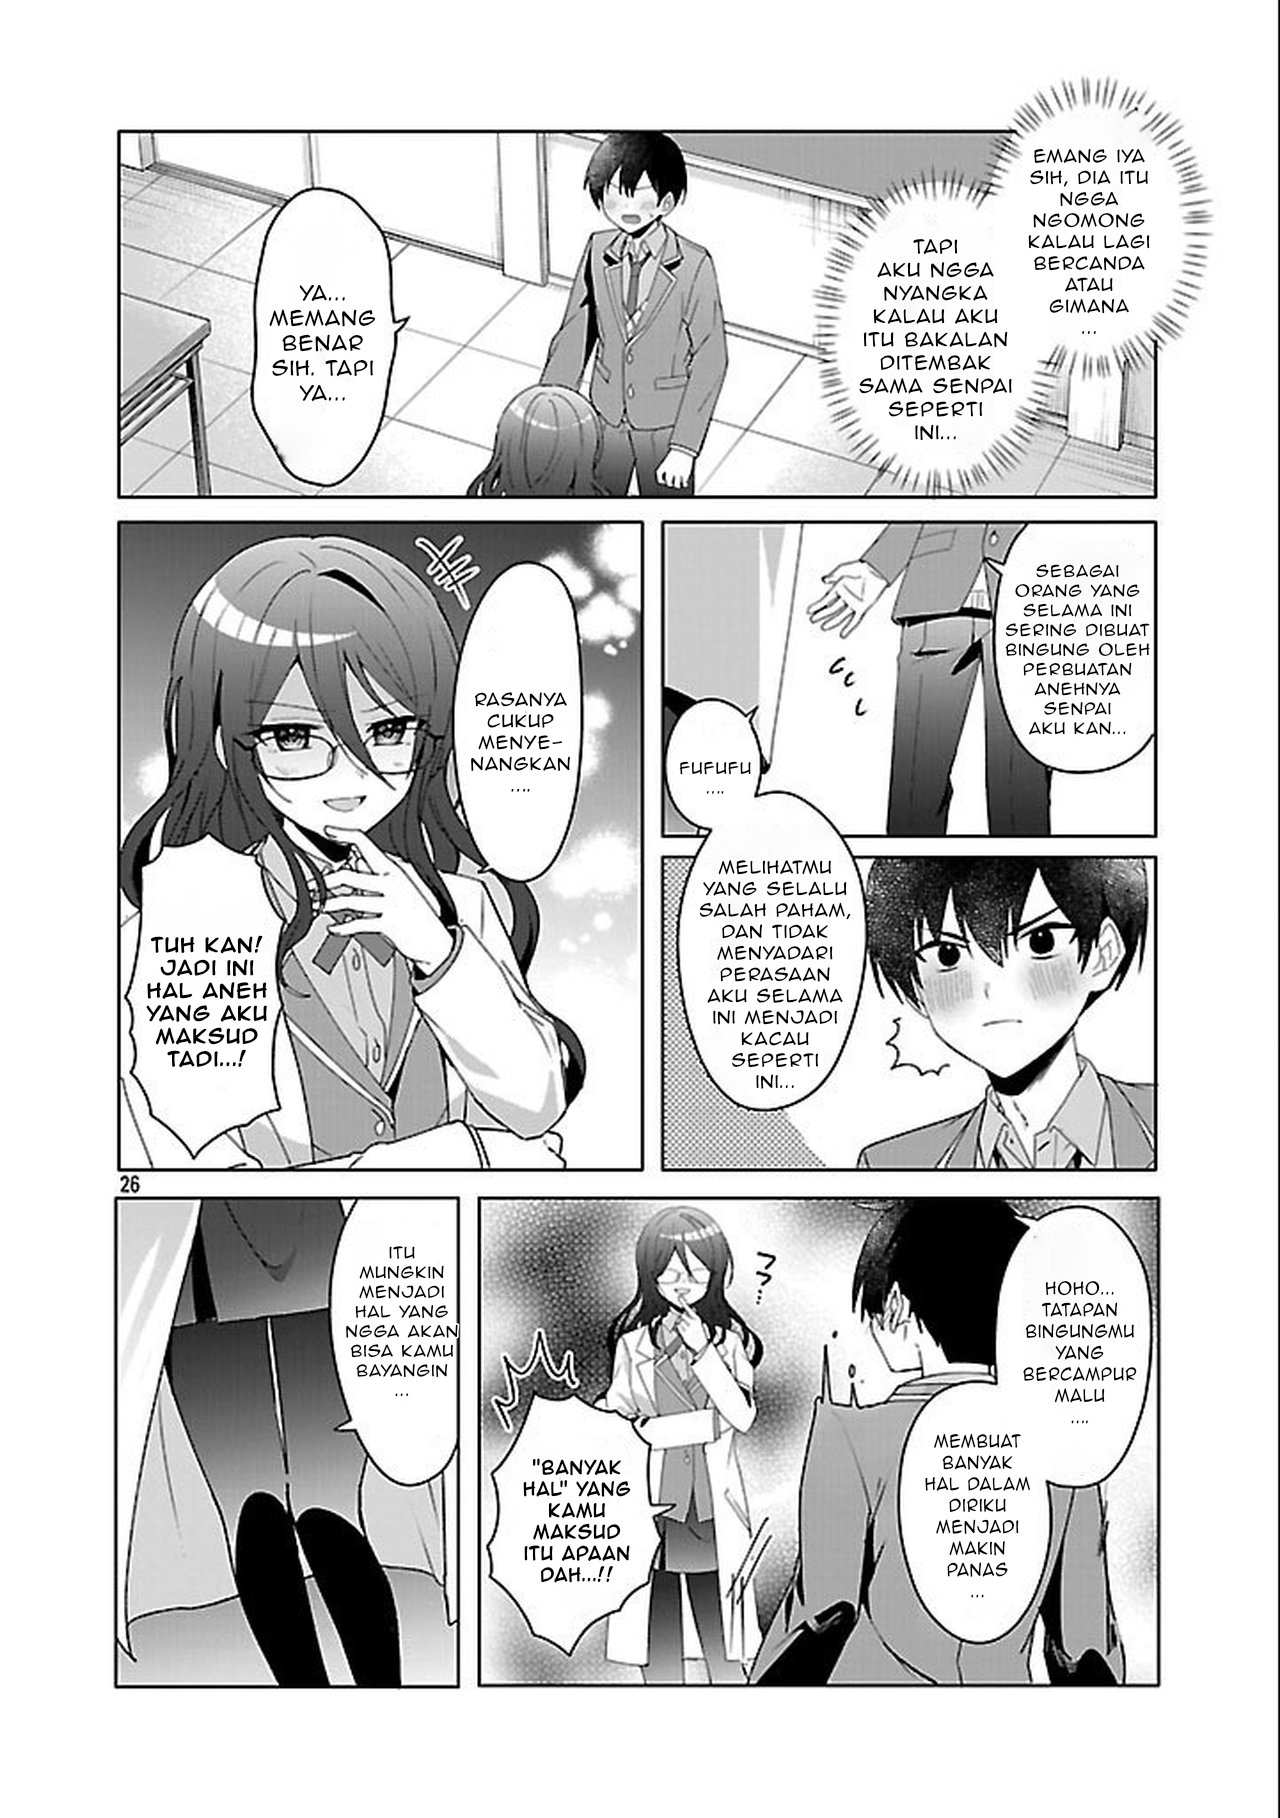 EMANG IYA
SIH, DIA ITU
NGGA
NGOMONG
KALAU LAGI
BERCANDA
ATAU
GIMANA
...
TAPI
AKU NGGA
NYANGKA
KALAU AKU
ITU BAKALAN
DITEMBAK
SAMA SENPAI
SEPERTI
INI...
YA...
MEMANG
BENAR
SIH. TAPI
YA...
SEBAGAI
ORANG YANG
SELAMA INI
SERING DIBUAT
BINGUNG OLEH
PERBUATAN
ANEHNYA
SENPAI
AKU KAN...
FUFUFU
....
MELIHATMU
YANG SELALU
SALAH PAHAM,
DAN TIDAK
MENYADARI
PERASAAN
AKU SELAMA
INI MENJADI
KACAU
SEPERTI
INI...
RASANYA
CUKUP
MENYE-
NANGKAN
....
TUH KAN!
JADI INI
HAL ANEH
YANG AKU
MAKSUD
TADI...!
26
HOHO...
TATAPAN
BINGUNGMU
YANG
BERCAMPUR
MALU
....
MEMBUAT
BANYAK
HAL DALAM
DIRIKU
MENJADI
MAKIN
PANAS
...
"BANYAK
HAL" YANG
KAMU
MAKSUD
ITU APAAN
DAH...!!
ITU
MUNGKIN
MENJADI
HAL YANG
NGGA AKAN
BISA KAMU
BAYANGIN
...